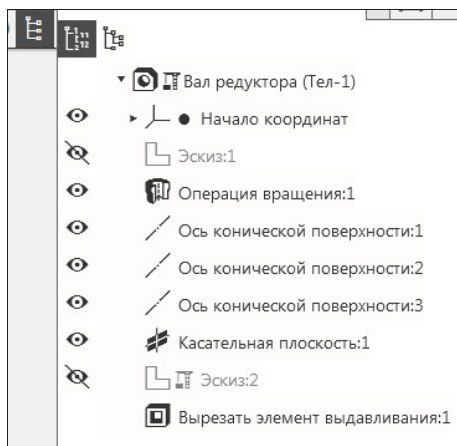 Вал редуктора (Тел-1)
Начало координат
Эскиз:1
Операция вращения:1
Ось конической поверхности:1
Ось конической поверхности:2
Ось конической поверхности:3
Касательная плоскость:1
Эскиз:2
Вырезать элемент выдавливания:1